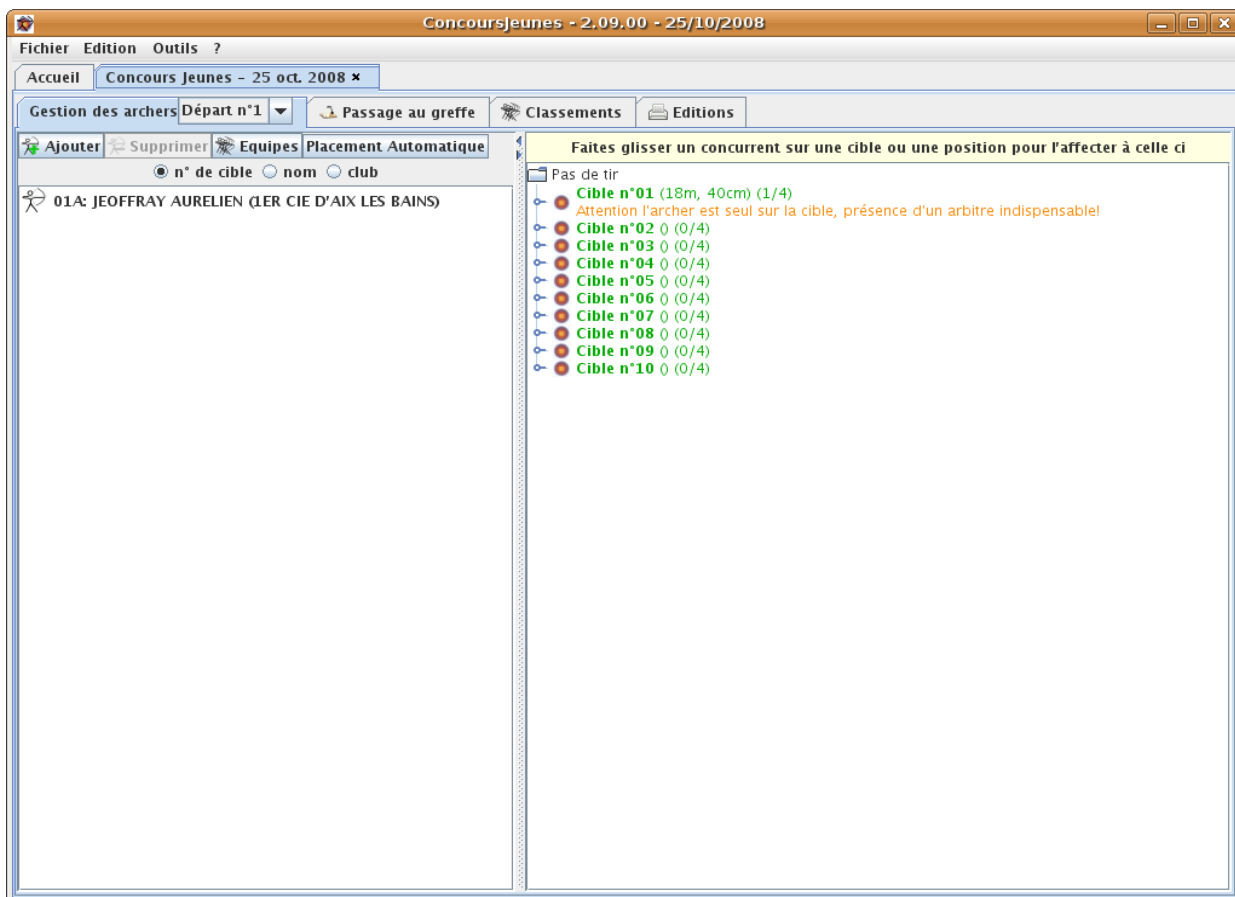 ConcoursJeunes - 2.09.00 - 25/10/2008
Fichier Edition Outils ?
Accueil Concours Jeunes - 25 oct. 2008
Gestion des archers Départ n°1 Passage au greffe Classements Editions
Ajouter Supprimer Equipes Placement Automatique
n° de cible nom club
01A: JEOFFRAY AURELIEN (1ER CIE D'AIX LES BAINS)
Faites glisser un concurrent sur une cible ou une position pour l'affecter à celle ci
Pas de tir
Cible n°01 (18m, 40cm) (1/4)
Attention l'archer est seul sur la cible, présence d'un arbitre indispensable!
Cible n°02 () (0/4)
Cible n°03 () (0/4)
Cible n°04 () (0/4)
Cible n°05 () (0/4)
Cible n°06 () (0/4)
Cible n°07 () (0/4)
Cible n°08 () (0/4)
Cible n°09 () (0/4)
Cible n°10 () (0/4)